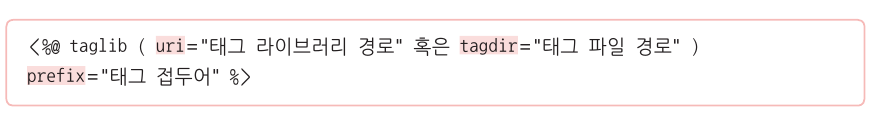 <%@ taglib ( uri="태그 라이브러리 경로" 혹은 tagdir="태그 파일 경로" )
prefix="태그 접두어" %>